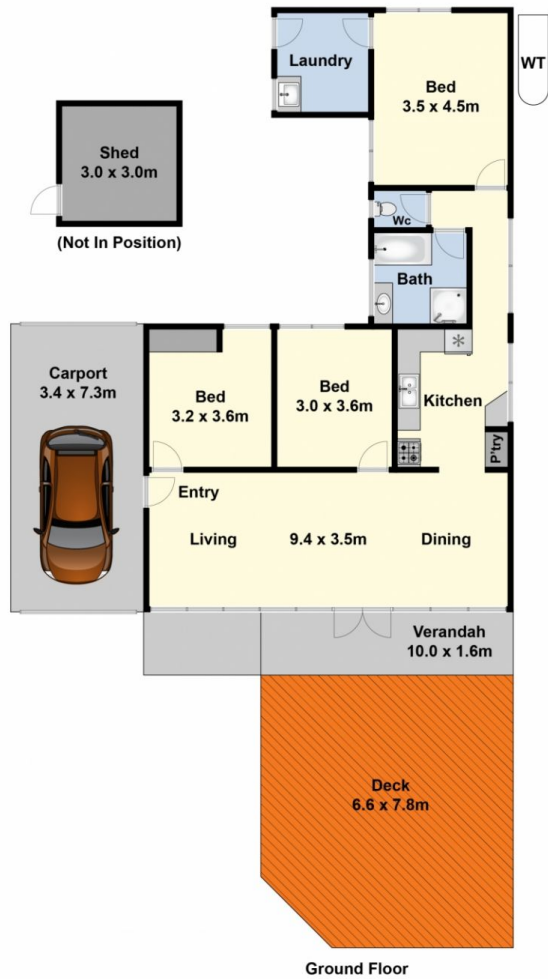 Laundry
Bed
3.5 x 4.5m
WT
Shed
3.0 x 3.0m
(Not In Position)
Wc
Bath
Carport
3.4 x 7.3m
Bed
3.2 x 3.6m
Bed
3.0 x 3.6m
Kitchen
P'try
Entry
Living
9.4 x 3.5m
Dining
Verandah
10.0 x 1.6m
Deck
6.6 x 7.8m
Ground Floor